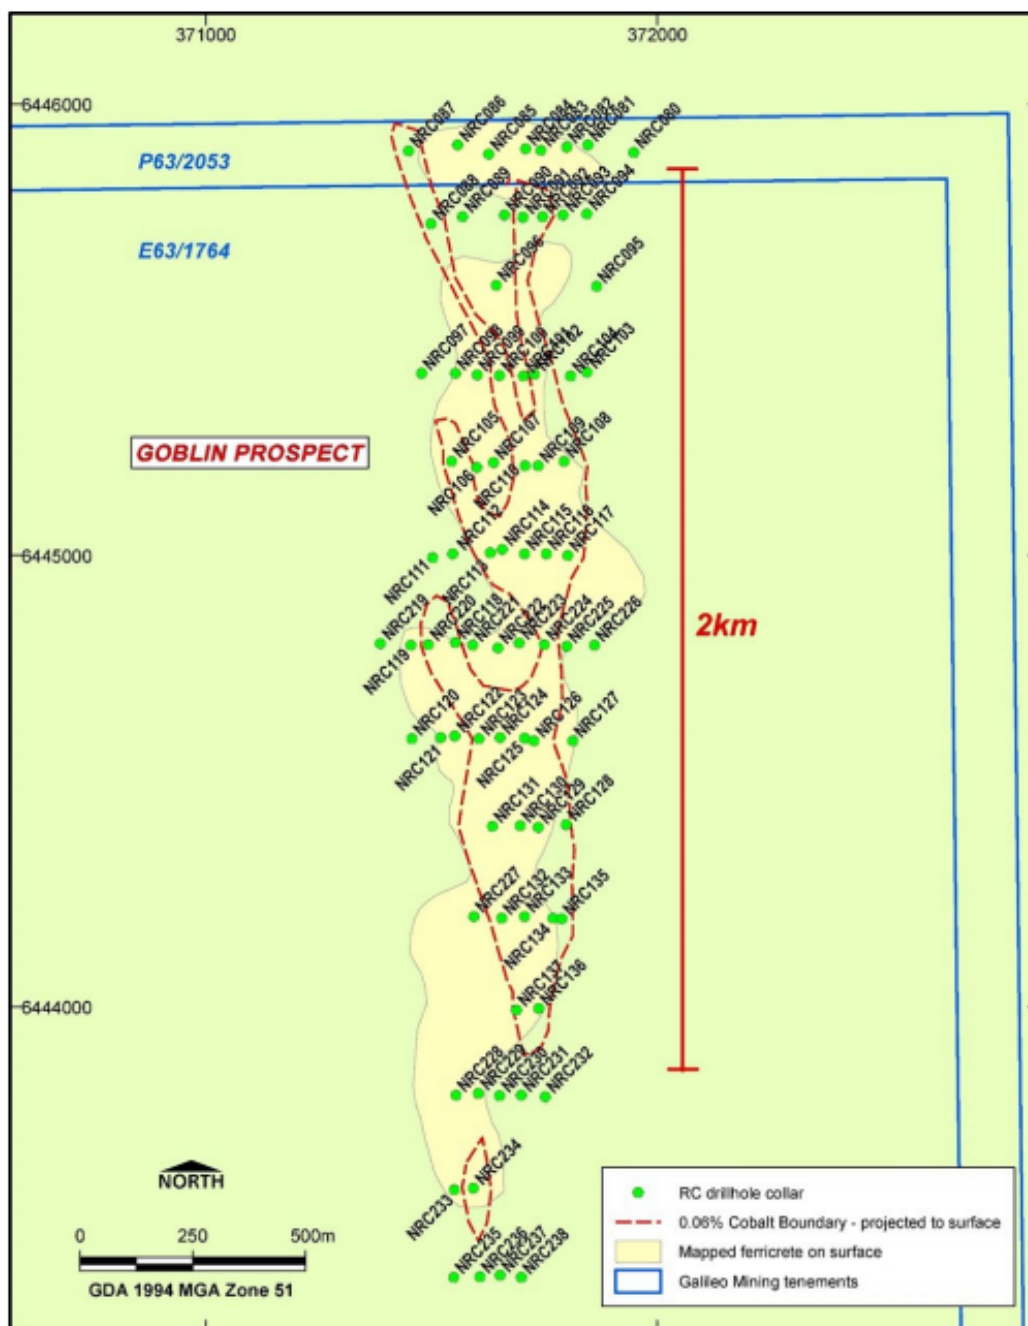 371000
372000
6446000
NRC087
NRC086
NRC085
NRC084
NRC083
NRC082
NRC081
NRC080
P63/2053
NRC088
NRC089
NRC090
NRC091
NRC092
NRC093
NRC094
E63/1764
NRC096
NRC095
NRC097
NRC098
NRC099
NRC100
NRC101
NRC102
NRC104
NRC103
GOBLIN PROSPECT
NRC105
NRC107
NRC109
NRC108
NRC106
NRC110
NRC112
NRC114
NRC115
NRC116
NRC117
6445000
NRC111
NRC113
NRC219
NRC220
NRC118
NRC221
NRC222
NRC223
NRC224
NRC225
NRC226
2km
NRC119
NRC120
NRC122
NRC123
NRC124
NRC126
NRC127
NRC121
NRC125
NRC131
NRC130
NRC129
NRC128
NRC227
NRC132
NRC133
NRC135
NRC134
NRC137
NRC136
6444000
NRC228
NRC229
NRC230
NRC231
NRC232
NRC234
NRC233
NRC235
NRC236
NRC237
NRC238
NORTH
0 250 500m
GDA 1994 MGA Zone 51
RC drillhole collar
0.06% Cobalt Boundary - projected to surface
Mapped ferricrete on surface
Galileo Mining tenements